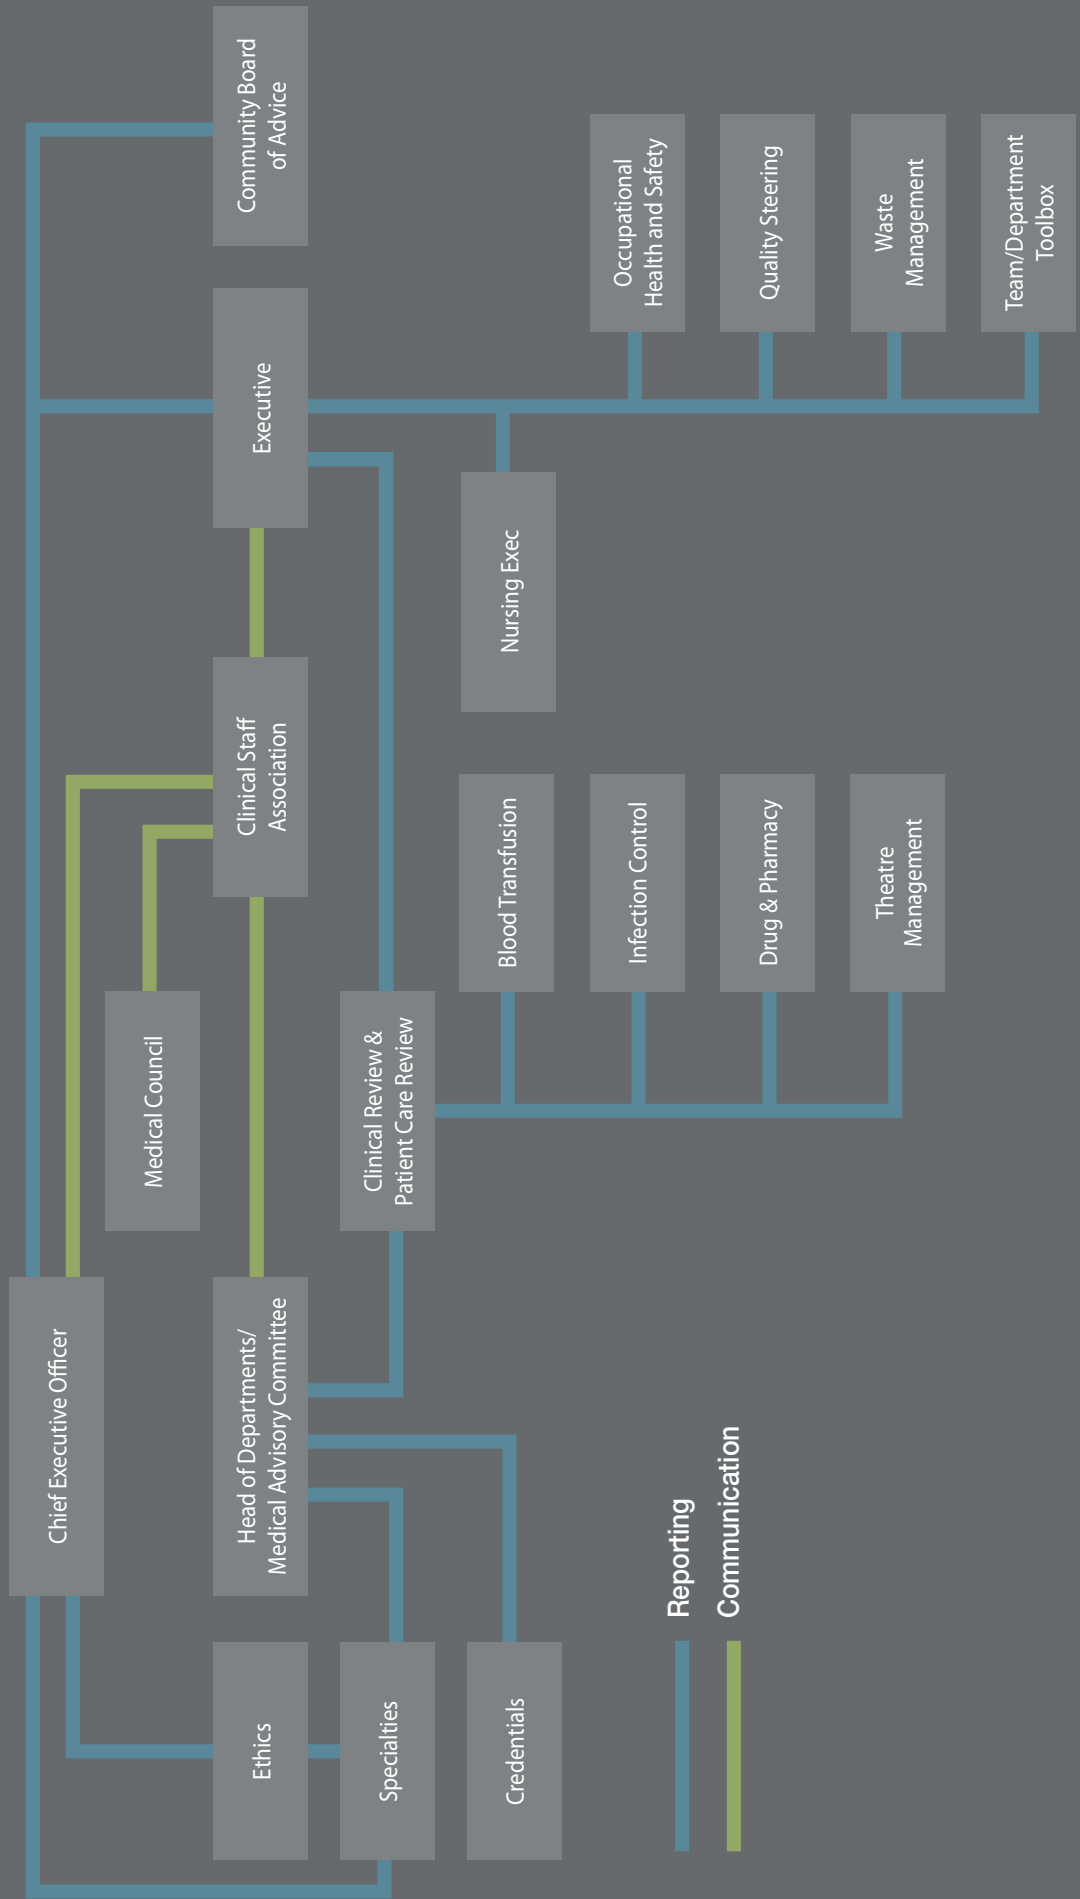 Chief Executive Officer
Medical Council
Ethics
Head of Departments/
Medical Advisory Committee
Clinical Staff
Association
Executive
Community Board
of Advice
Specialties
Clinical Review &
Patient Care Review
Credentials
Blood Transfusion
Nursing Exec
Infection Control
Occupational
Health and Safety
Drug & Pharmacy
Quality Steering
Theatre
Management
Waste
Management
Team/Department
Toolbox
Reporting
Communication